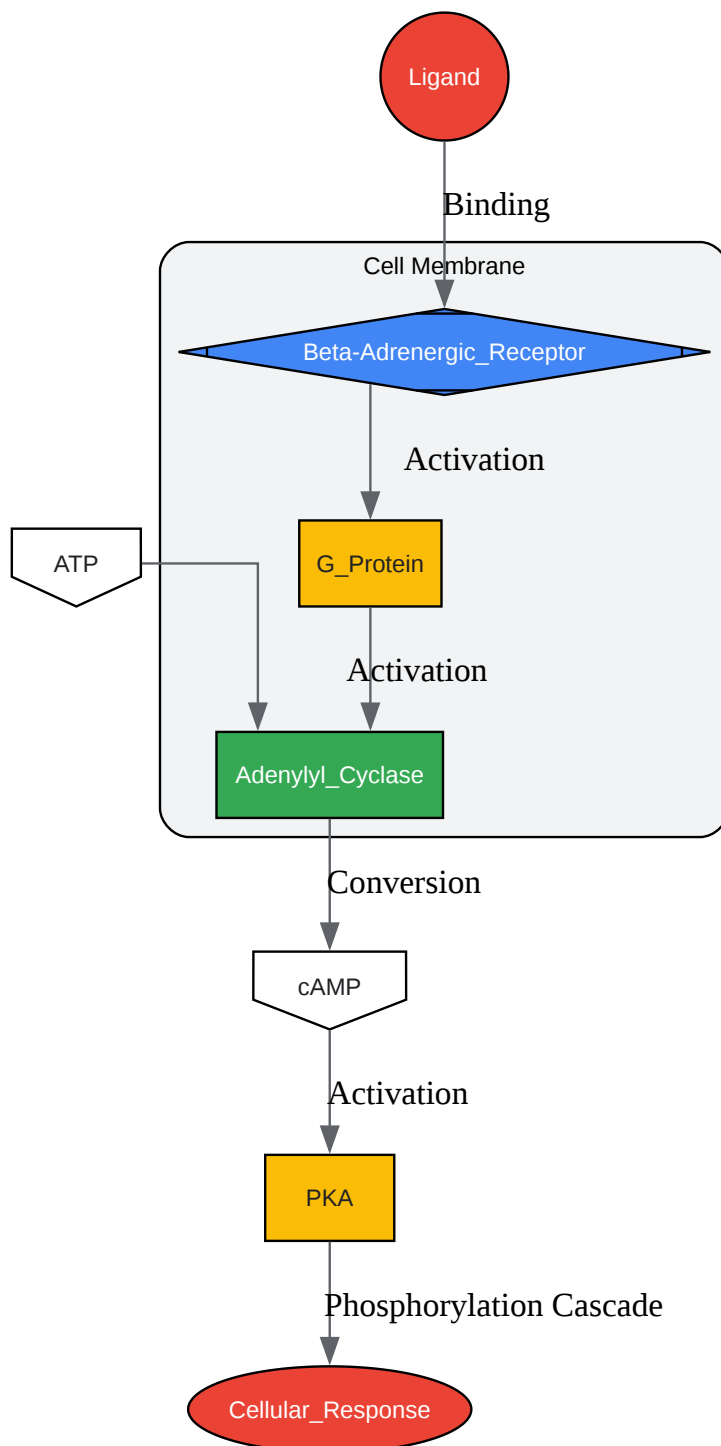 Ligand
Binding
Cell Membrane
Beta-Adrenergic_Receptor
Activation
ATP
G_Protein
Activation
Adenylyl_Cyclase
Conversion
cAMP
Activation
PKA
Phosphorylation Cascade
Cellular_Response